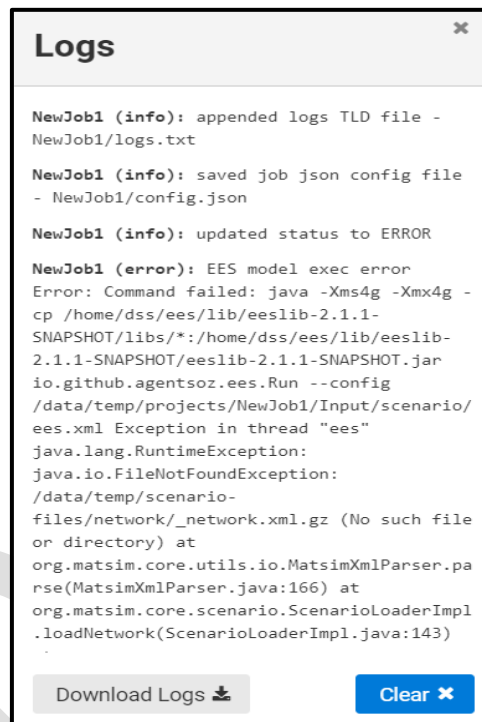 Logs
NewJob1 (info): appended logs TLD file -
NewJob1/logs.txt
NewJob1 (info): saved job json config file
- NewJob1/config.json
NewJob1 (info): updated status to ERROR
NewJob1 (error): EES model exec error
Error: Command failed: java -Xms4g -Xmx4g -
cp /home/dss/ees/lib/eeslib-2.1.1-
SNAPSHOT/libs/*:/home/dss/ees/lib/eeslib-
2.1.1-SNAPSHOT/eeslib-2.1.1-SNAPSHOT.jar
io.github.agentsoz.ees.Run --config
/data/temp/projects/NewJob1/Input/scenario/
ees.xml Exception in thread "ees"
java.lang.RuntimeException:
java.io.FileNotFoundException:
/data/temp/scenario-
files/network/_network.xml.gz (No such file
or directory) at
org.matsim.core.utils.io.MatsimXmlParser.pa
rse(MatsimXmlParser.java:166) at
org.matsim.core.scenario.ScenarioLoaderImpl
.loadNetwork(ScenarioLoaderImpl.java:143)
Download Logs
Clear